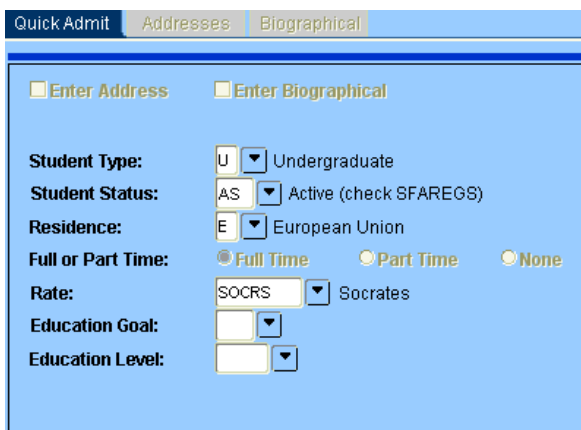 Quick Admit Addresses Biographical
Enter Address Enter Biographical
Student Type: U Undergraduate
Student Status: AS Active (check SFAREGS)
Residence: E European Union
Full or Part Time: Full Time Part Time None
Rate: SOCRS Socrates
Education Goal:
Education Level: